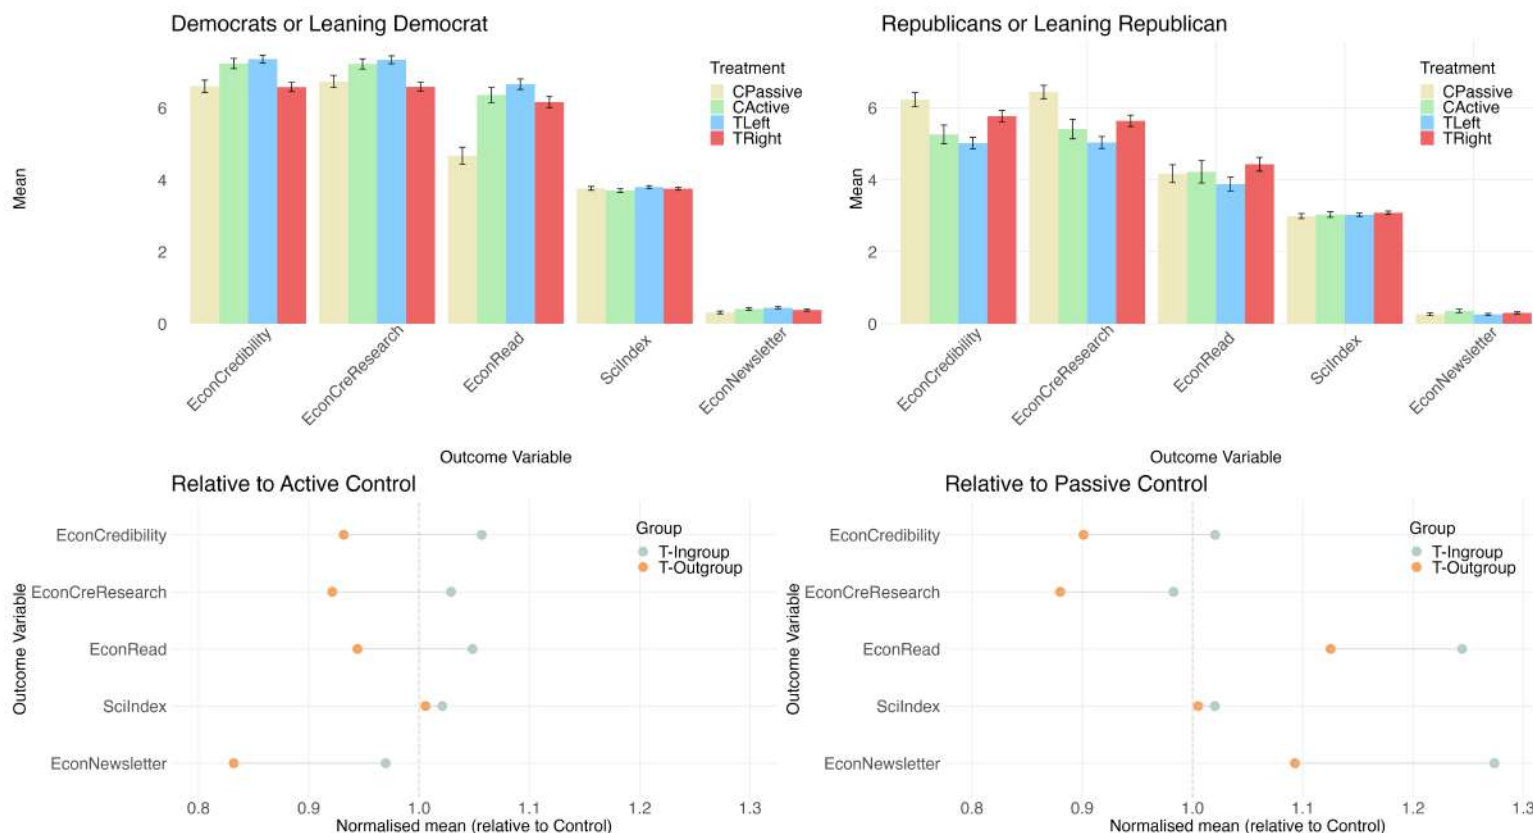 Democrats or Leaning Democrat
Mean
6
4
2
0
Treatment
CPassive
CActive
TLeft
TRight
EconCredibility
EconCreResearch
EconRead
SciIndex
EconNewsletter
Outcome Variable
Republicans or Leaning Republican
Mean
6
4
2
0
Treatment
CPassive
CActive
TLeft
TRight
EconCredibility
EconCreResearch
EconRead
SciIndex
EconNewsletter
Outcome Variable
Relative to Active Control
Outcome Variable
EconCredibility
EconCreResearch
EconRead
SciIndex
EconNewsletter
Group
T-Ingroup
T-Outgroup
0.8 0.9 1.0 1.1 1.2 1.3
Normalised mean (relative to Control)
Relative to Passive Control
Outcome Variable
EconCredibility
EconCreResearch
EconRead
SciIndex
EconNewsletter
Group
T-Ingroup
T-Outgroup
0.8 0.9 1.0 1.1 1.2 1.3
Normalised mean (relative to Control)